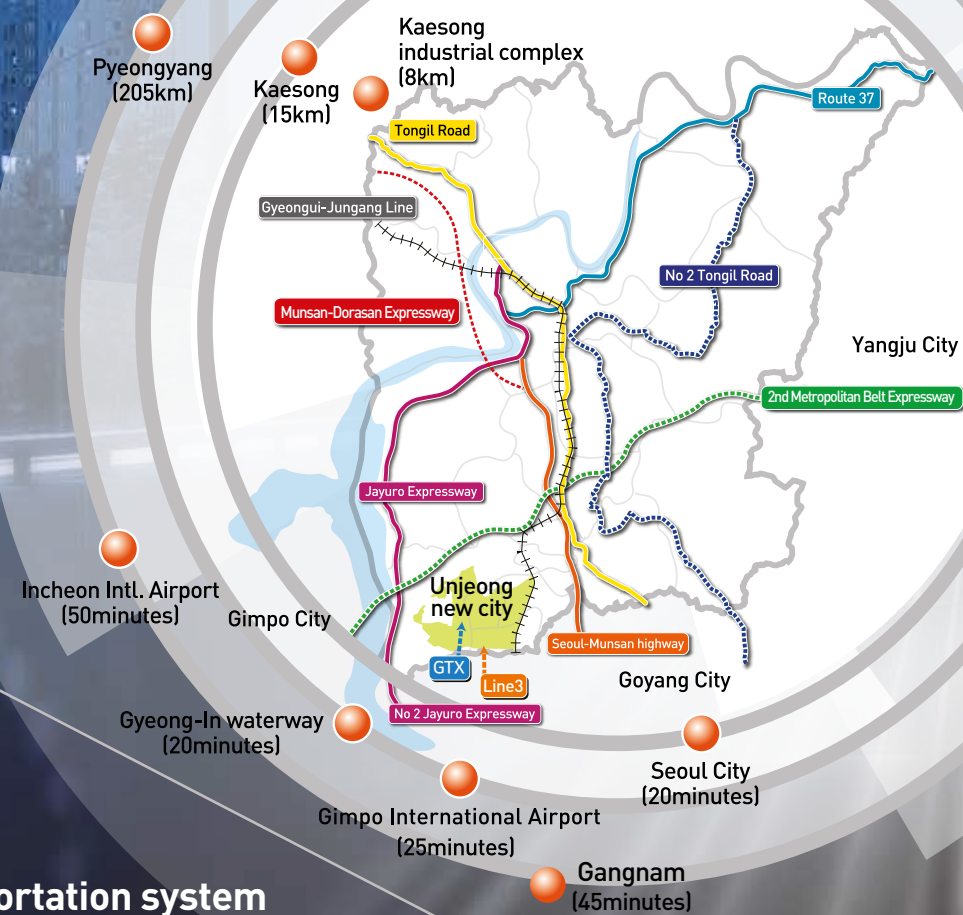 Kaesong
industrial complex
(8km)
Pyeongyang
(205km)
Kaesong
(15km)
Route 37
Tongil Road
Gyeongui-Jungang Line
No 2 Tongil Road
Munsan-Dorasan Expressway
Yangju City
2nd Metropolitan Belt Expressway
Jayuro Expressway
Incheon Intl. Airport
(50minutes)
Gimpo City
Unjeong
new city
Seoul-Munsan highway
GTX
Line3
Goyang City
No 2 Jayuro Expressway
Gyeong-In waterway
(20minutes)
Seoul City
(20minutes)
Gimpo International Airport
(25minutes)
Gangnam
(45minutes)
ortation system